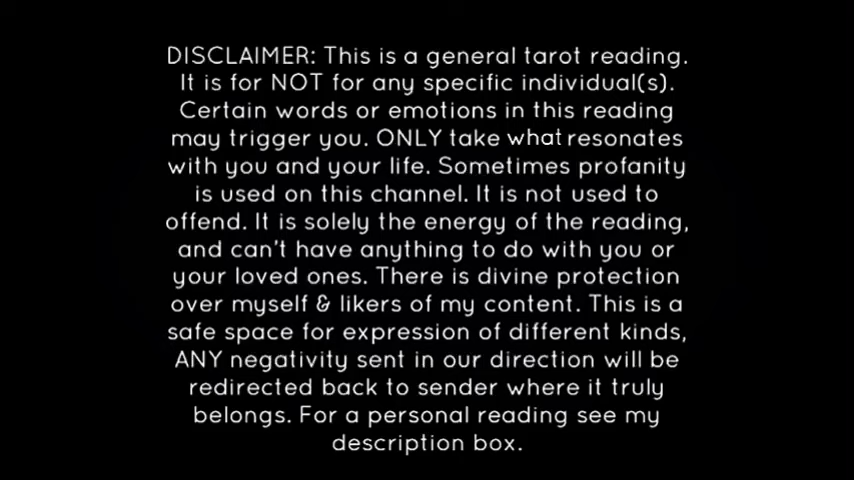 DISCLAIMER: This is a general tarot reading.
It is for NOT for any specific individual(s).
Certain words or emotions in this reading
may trigger you. ONLY take what resonates
with you and your life. Sometimes profanity
is used on this channel. It is not used to
offend. It is solely the energy of the reading,
and can't have anything to do with you or
your loved ones. There is divine protection
over myself & likers of my content. This is a
safe space for expression of different kinds,
ANY negativity sent in our direction will be
redirected back to sender where it truly
belongs. For a personal reading see my
description box.